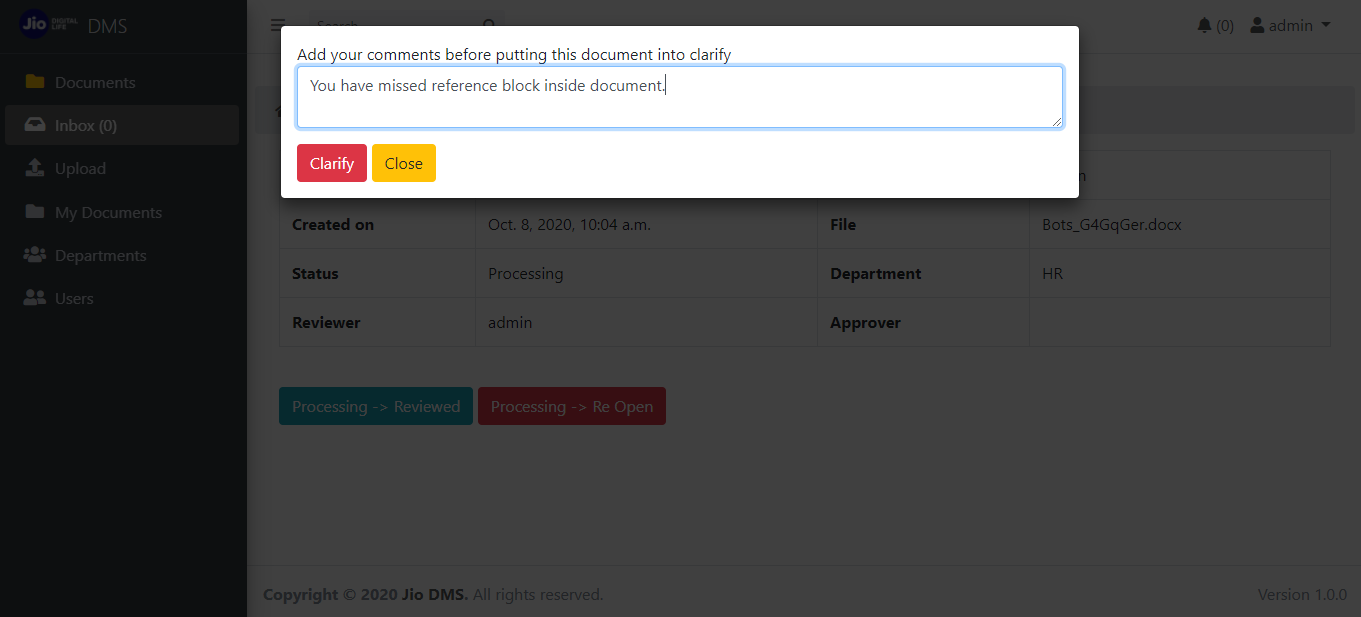 Jio DIGITAL LIFE DMS
Search
(0) admin
Add your comments before putting this document into clarify
You have missed reference block inside document.
Clarify Close
Documents
Inbox (0)
Upload
My Documents
Departments
Users
Created on Oct. 8, 2020, 10:04 a.m. File Bots_G4GqGer.docx
Status Processing Department HR
Reviewer admin Approver
Processing -> Reviewed Processing -> Re Open
Copyright © 2020 Jio DMS. All rights reserved. Version 1.0.0